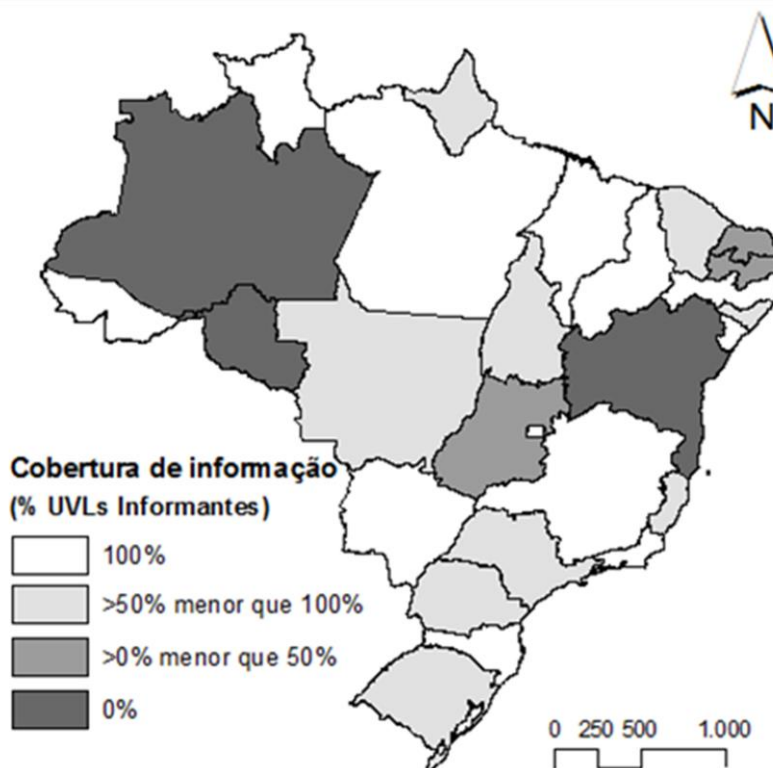 N
Cobertura de informação
(% UVLs Informantes)
100%
>50% menor que 100%
>0% menor que 50%
0%
0 250 500 1.000